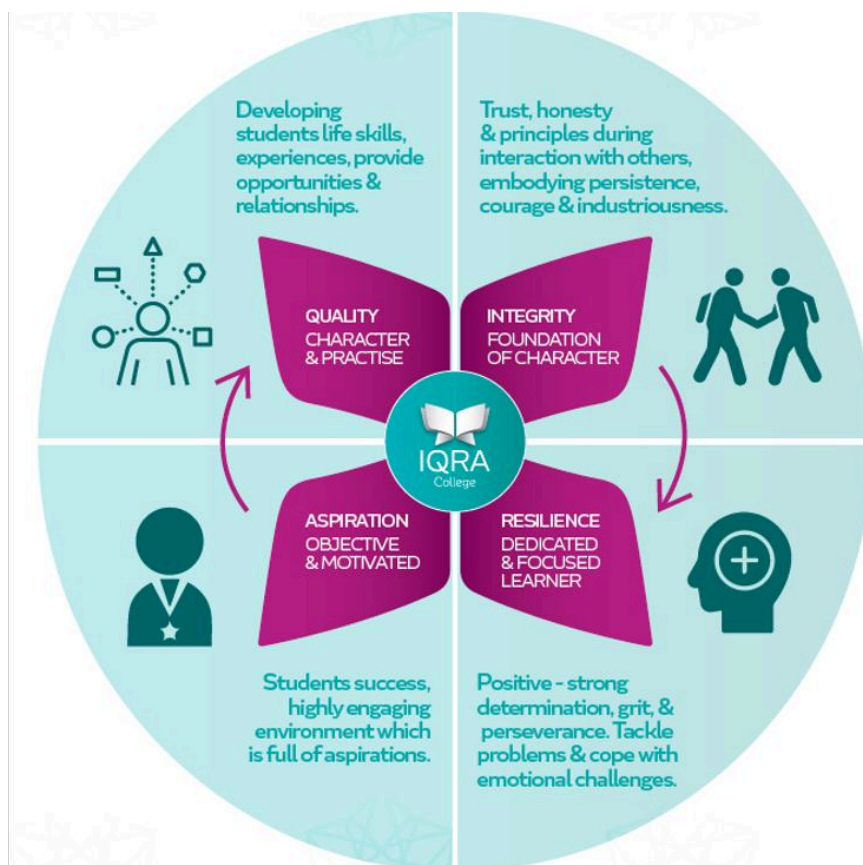 Developing
students life skills,
experiences, provide
opportunities &
relationships.
Trust, honesty
& principles during
interaction with others,
embodying persistence,
courage & industriousness.
QUALITY
CHARACTER
& PRACTISE
INTEGRITY
FOUNDATION
OF CHARACTER
IQRA
College
ASPIRATION
OBJECTIVE
& MOTIVATED
RESILIENCE
DEDICATED
& FOCUSED
LEARNER
Students success,
highly engaging
environment which
is full of aspirations.
Positive - strong
determination, grit, &
perseverance. Tackle
problems & cope with
emotional challenges.